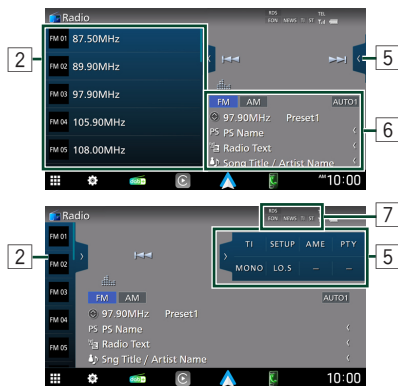 Radio
RDS
TEL
EON NEWS TI ST
2
FM 01 87.50MHz
FM 02 89.90MHz
FM 03 97.90MHz
FM 04 105.90MHz
FM 05 108.00MHz
5
FM AM AUTO1
97.90MHz Preset1
PS PS Name
Radio Text
Song Title / Artist Name
6
AM 10:00
Radio
RDS
EON NEWS TI ST
7
2
FM 01
FM 02
FM 03
FM 04
FM 05
TI SETUP AME PTY
MONO LO.S – –
5
FM AM AUTO1
97.90MHz Preset1
PS PS Name
Radio Text
Sng Title / Artist Name
10:00